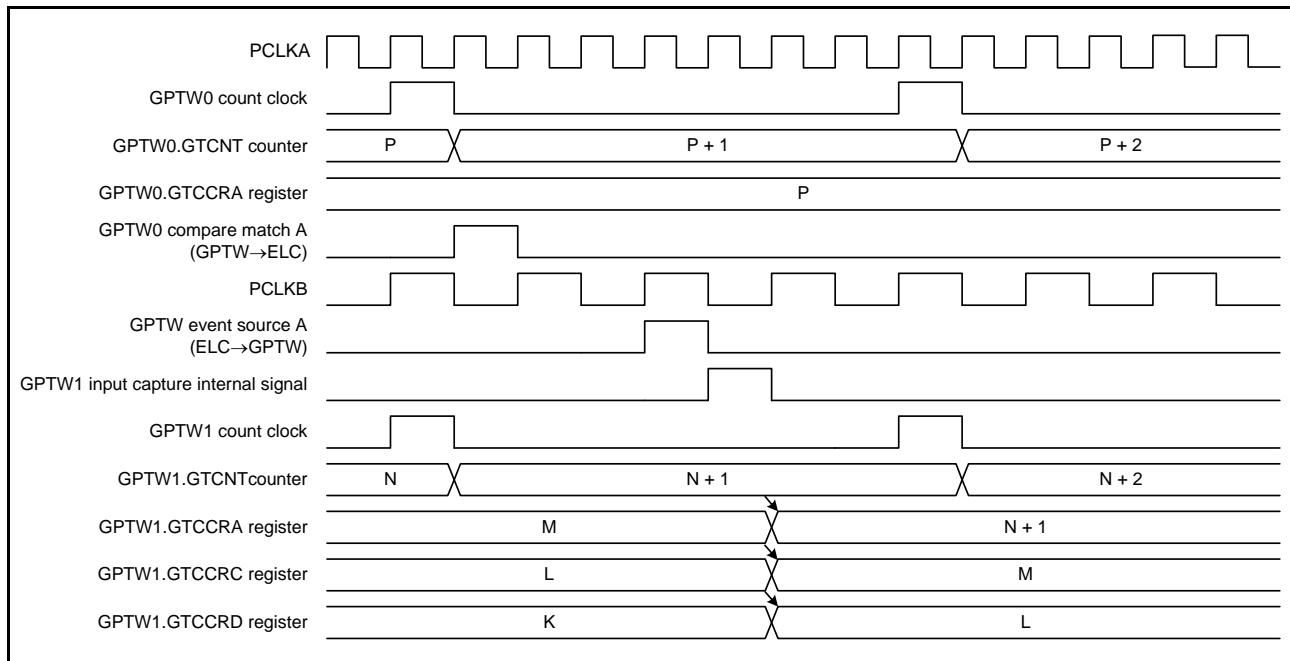 PCLKA
GPTW0 count clock
GPTW0.GTCNT counter
P
P + 1
P + 2
GPTW0.GTCCRA register
P
GPTW0 compare match A
(GPTW→ELC)
PCLKB
GPTW event source A
(ELC→GPTW)
GPTW1 input capture internal signal
GPTW1 count clock
GPTW1.GTCNTcounter
N
N + 1
N + 2
GPTW1.GTCCRA register
M
N + 1
GPTW1.GTCCRC register
L
M
GPTW1.GTCCRD register
K
L